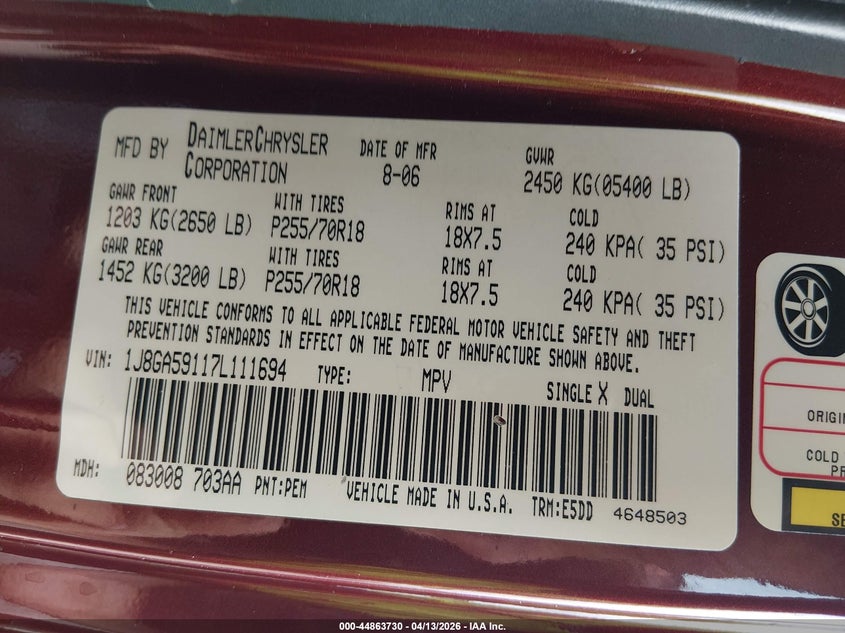 MFD BY DAIMLERCHRYSLER CORPORATION DATE OF MFR 8-06 GVWR 2450 KG(05400 LB)
GAWR FRONT WITH TIRES RIMS AT COLD
1203 KG(2650 LB) P255/70R18 18X7.5 240 KPA( 35 PSI)
GAWR REAR WITH TIRES RIMS AT COLD
1452 KG(3200 LB) P255/70R18 18X7.5 240 KPA( 35 PSI)
THIS VEHICLE CONFORMS TO ALL APPLICABLE FEDERAL MOTOR VEHICLE SAFETY AND THEFT
PREVENTION STANDARDS IN EFFECT ON THE DATE OF MANUFACTURE SHOWN ABOVE.
VIN: 1J8GA59117L111694 TYPE: MPV SINGLE X DUAL
MDH: 083008 703AA PNT:PEM VEHICLE MADE IN U.S.A. TRM:E5DD 4648503
ORIGIN
COLD
PR
SE
000-44863730 - 04/13/2026 - IAA Inc.